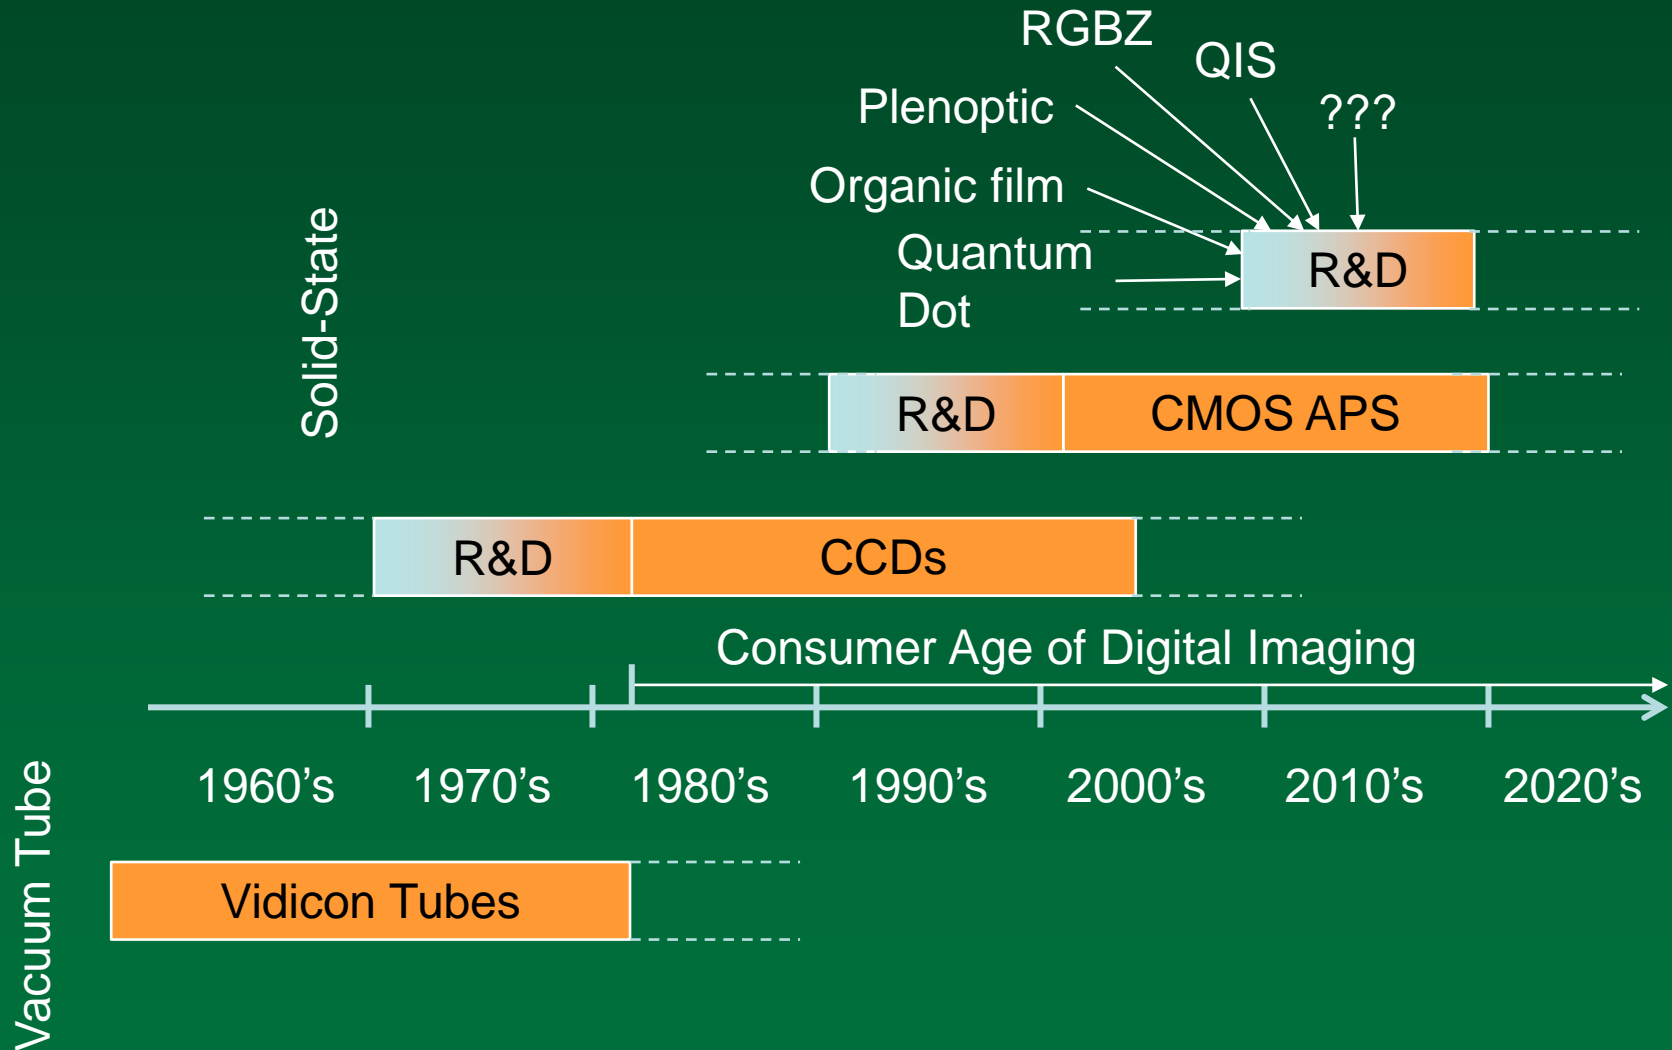 RGBZ
QIS
Plenoptic
???
Organic film
Quantum
Dot
R&D
Solid-State
R&D
CMOS APS
R&D
CCDs
Consumer Age of Digital Imaging
1960’s
1970’s
1980’s
1990’s
2000’s
2010’s
2020’s
Vacuum Tube
Vidicon Tubes